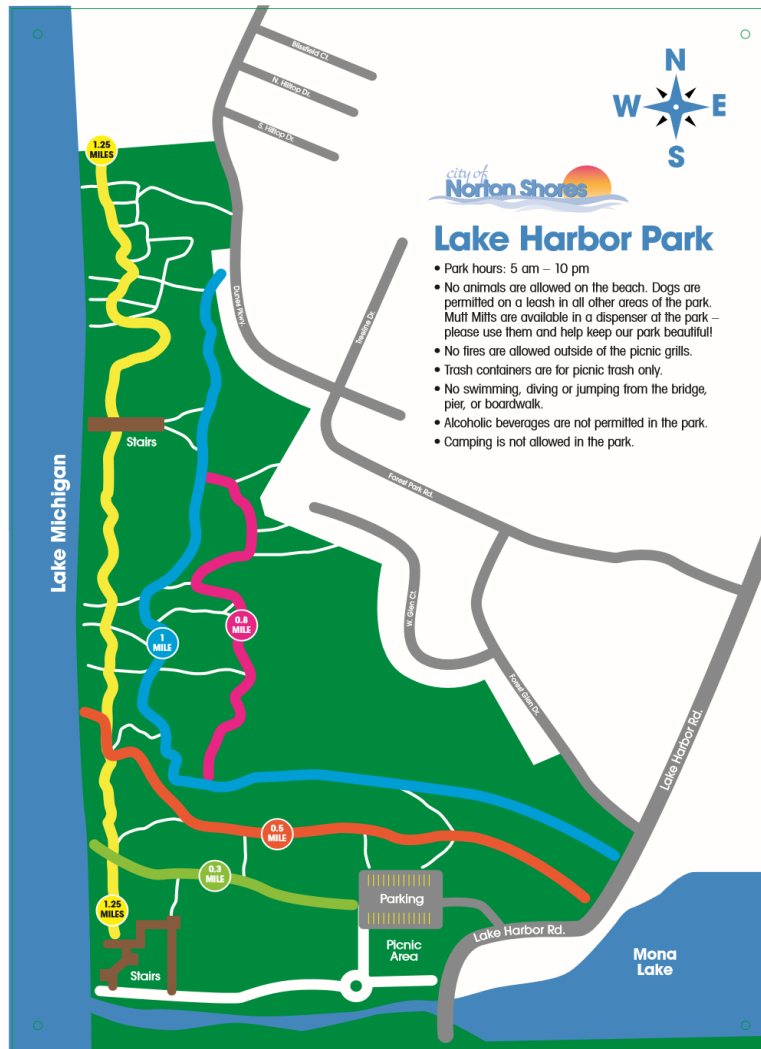 Blissfield Ct.
N. Hilltop Dr.
S. Hilltop Dr.
N
W
E
S
1.25
MILES
city of
Norton Shores
Lake Harbor Park
• Park hours: 5 am – 10 pm
• No animals are allowed on the beach. Dogs are
permitted on a leash in all other areas of the park.
Mutt Mitts are available in a dispenser at the park –
please use them and help keep our park beautiful!
• No fires are allowed outside of the picnic grills.
• Trash containers are for picnic trash only.
• No swimming, diving or jumping from the bridge,
pier, or boardwalk.
• Alcoholic beverages are not permitted in the park.
• Camping is not allowed in the park.
Dunes Pkwy.
Treeline Dr.
Stairs
Forest Park Rd.
Lake Michigan
W. Glen Ct.
0.8
MILE
1
MILE
Forest Glen Dr.
Lake Harbor Rd.
0.5
MILE
0.3
MILE
1.25
MILES
Parking
Lake Harbor Rd.
Picnic
Area
Stairs
Mona
Lake